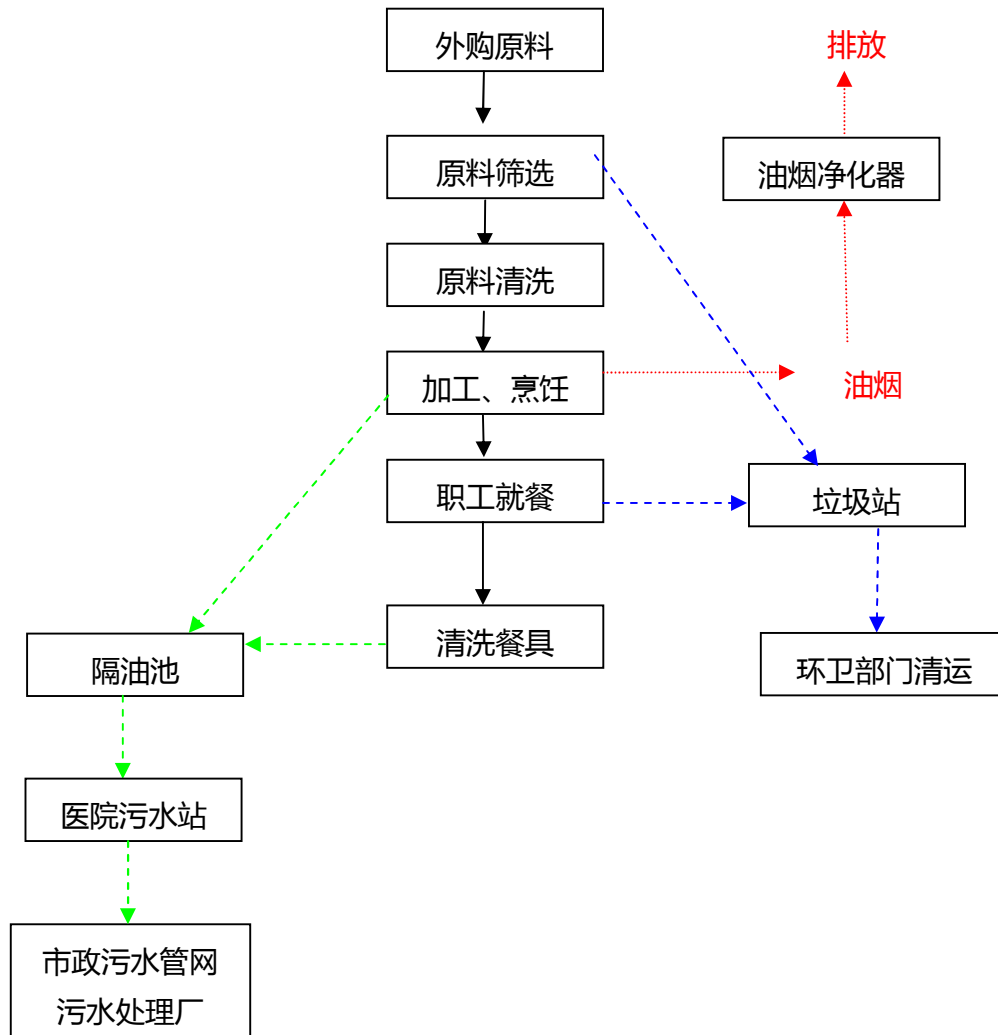 外购原料
排放
原料筛选
油烟净化器
原料清洗
加工、烹饪
油烟
职工就餐
垃圾站
清洗餐具
隔油池
环卫部门清运
医院污水站
市政污水管网
污水处理厂